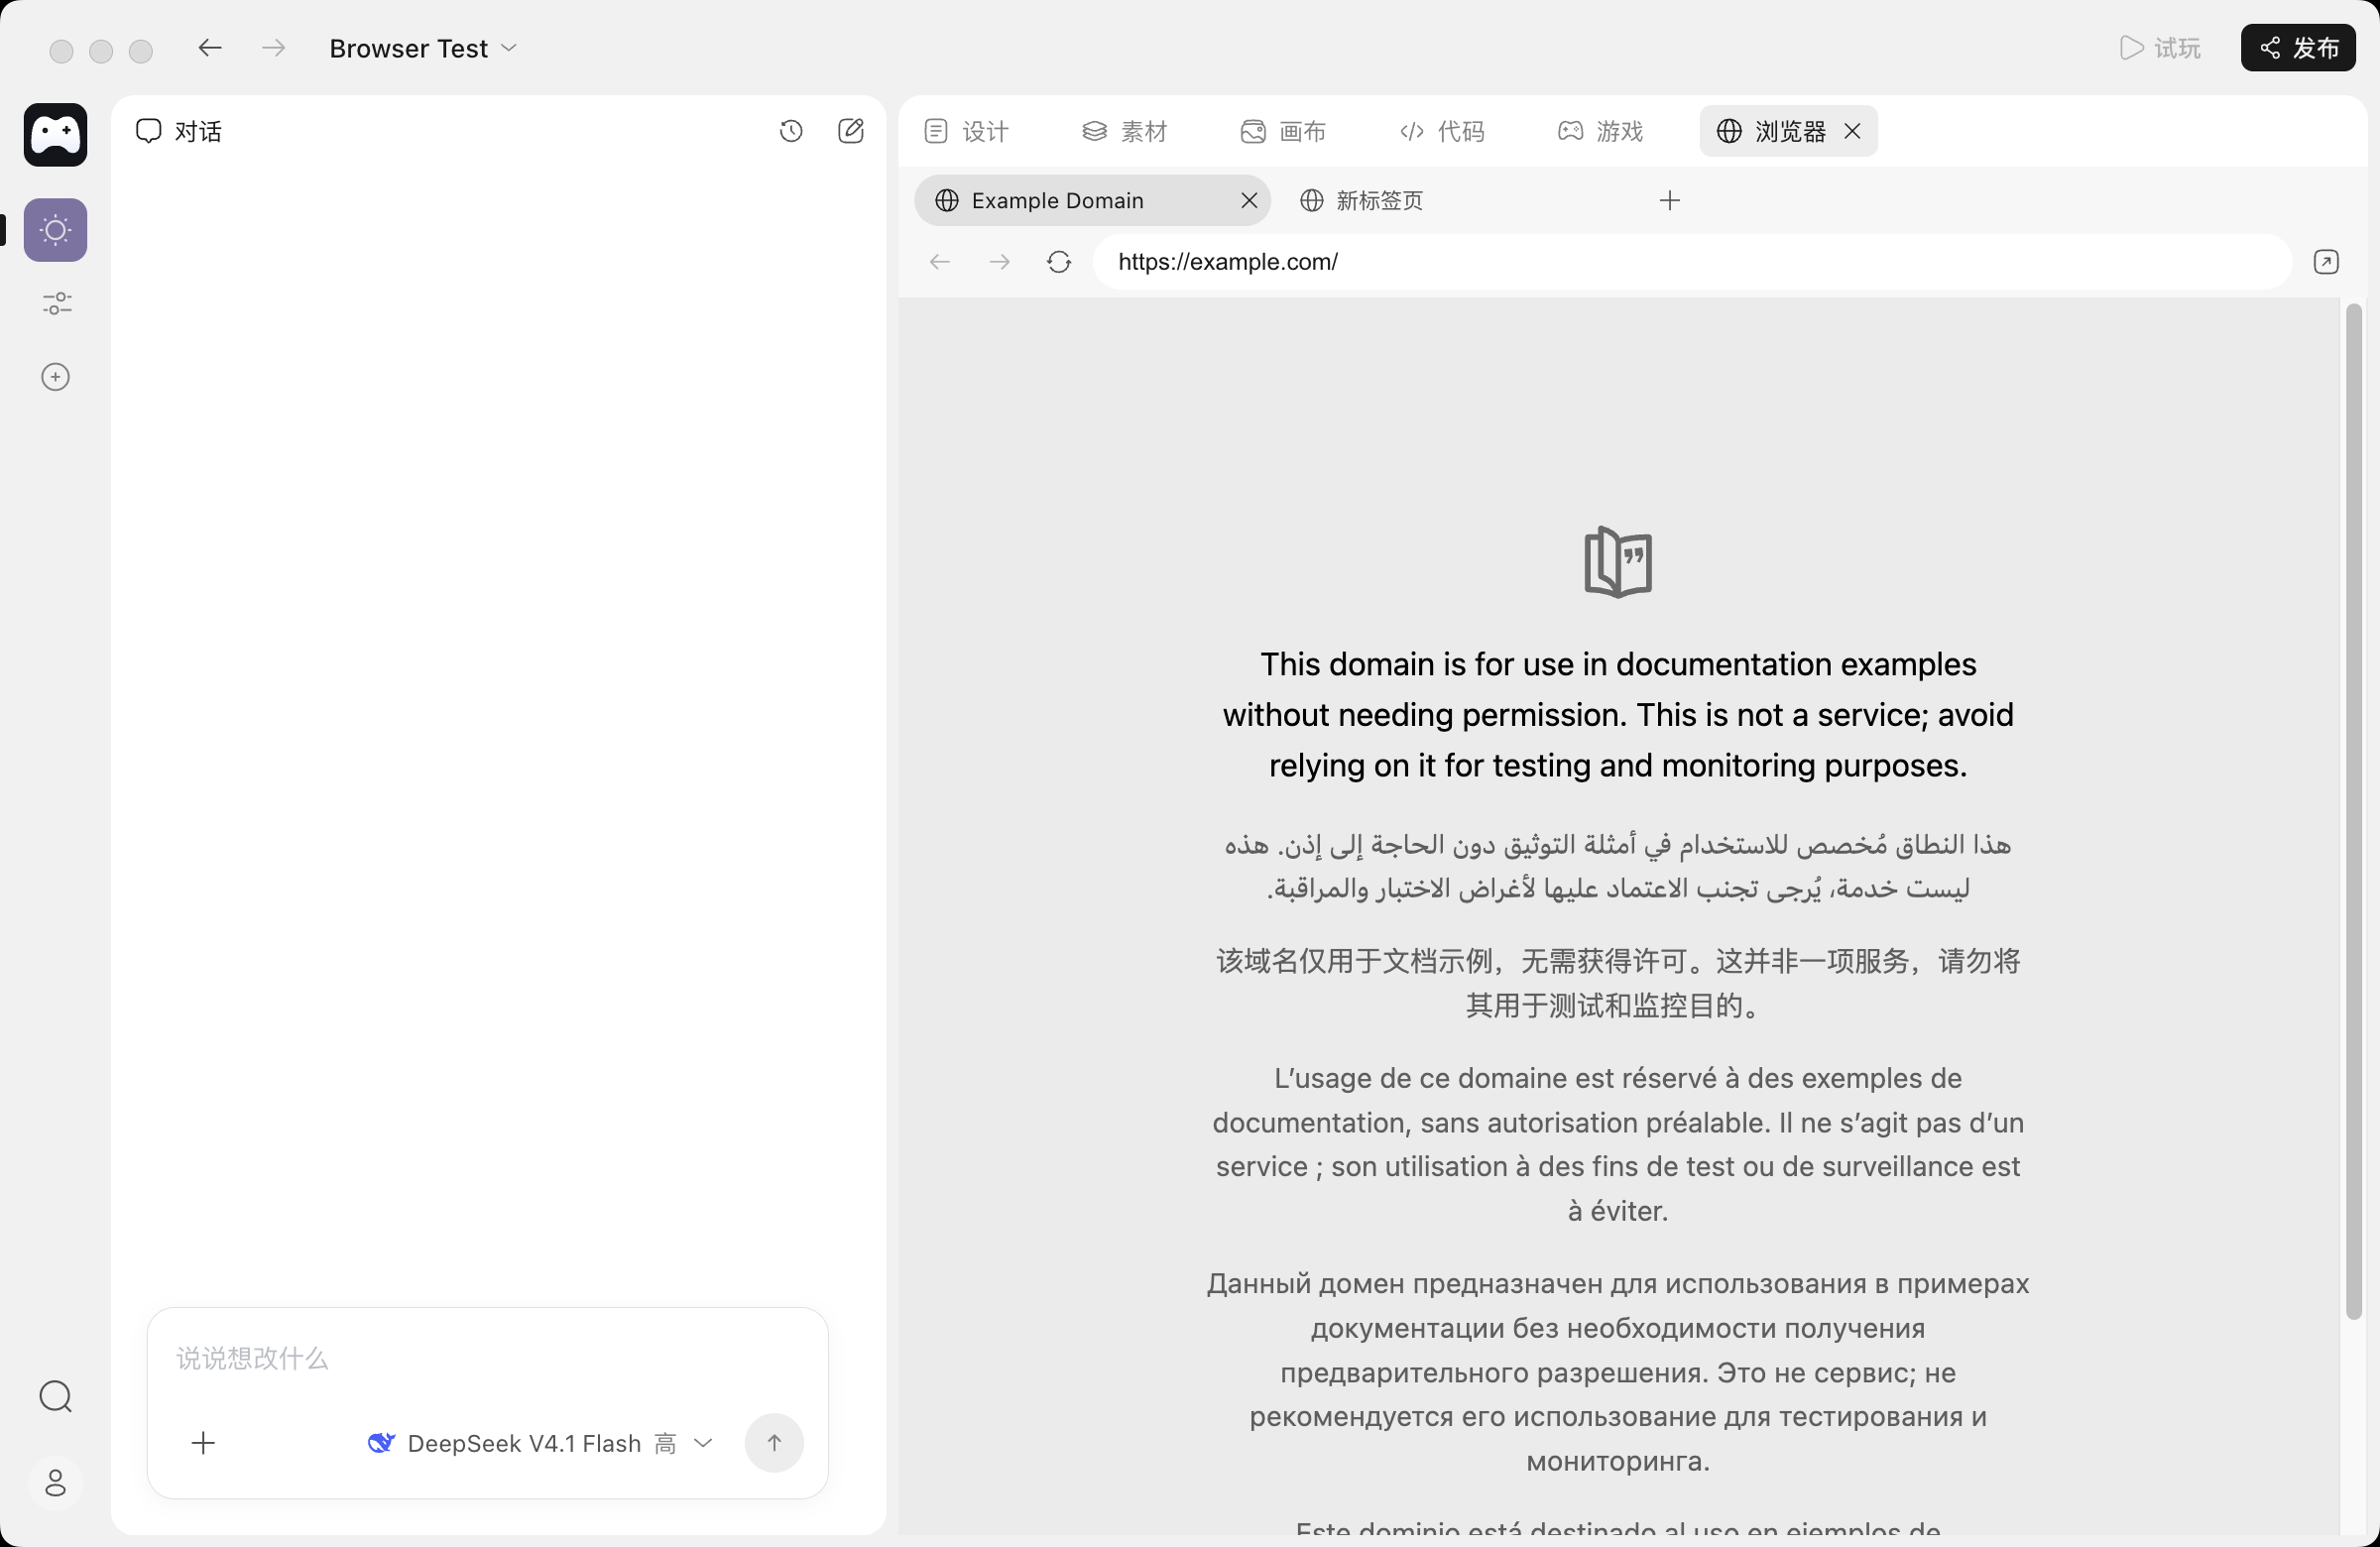 Browser Test
试玩
发布
对话
设计
素材
画布
代码
游戏
浏览器
Example Domain
新标签页
https://example.com/
This domain is for use in documentation examples
without needing permission. This is not a service; avoid
relying on it for testing and monitoring purposes.
هذا النطاق مُخصص للاستخدام في أمثلة التوثيق دون الحاجة إلى إذن. هذه
ليست خدمة، يُرجى تجنب الاعتماد عليها لأغراض الاختبار والمراقبة.
该域名仅用于文档示例，无需获得许可。这并非一项服务，请勿将
其用于测试和监控目的。
L’usage de ce domaine est réservé à des exemples de
documentation, sans autorisation préalable. Il ne s’agit pas d’un
service ; son utilisation à des fins de test ou de surveillance est
à éviter.
Данный домен предназначен для использования в примерах
документации без необходимости получения
предварительного разрешения. Это не сервис; не
рекомендуется его использование для тестирования и
мониторинга.
Este dominio está destinado al uso en ejemplos de
说说想改什么
DeepSeek V4.1 Flash 高